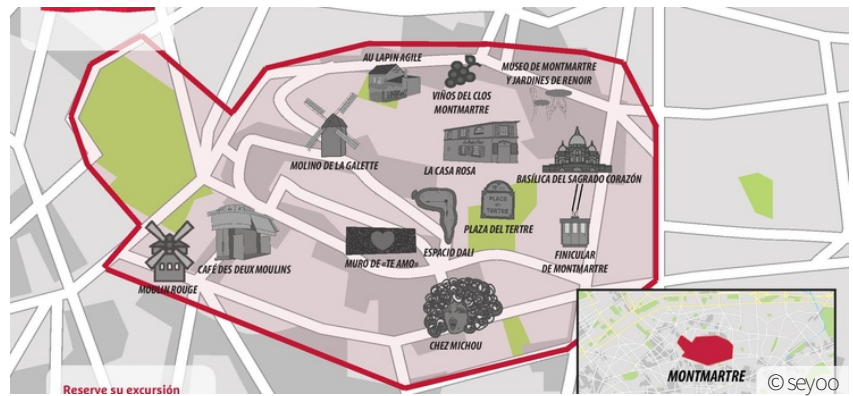 AU LAPIN AGILE
VIÑOS DEL CLOS
MONTMARTRE
MUSEO DE MONTMARTRE
Y JARDINES DE RENOIR
MOLINO DE LA GALETTE
LA CASA ROSA
BASÍLICA DEL SAGRADO CORAZÓN
PLACE
DU
TERTRE
PLAZA DEL TERTRE
ESPACIO DALI
FINICULAR
DE MONTMARTRE
MURO DE «TE AMO»
CAFÉ DES DEUX MOULINS
MOULIN ROUGE
CHEZ MICHOU
MONTMARTRE
Reserve su excursión
© seyoo